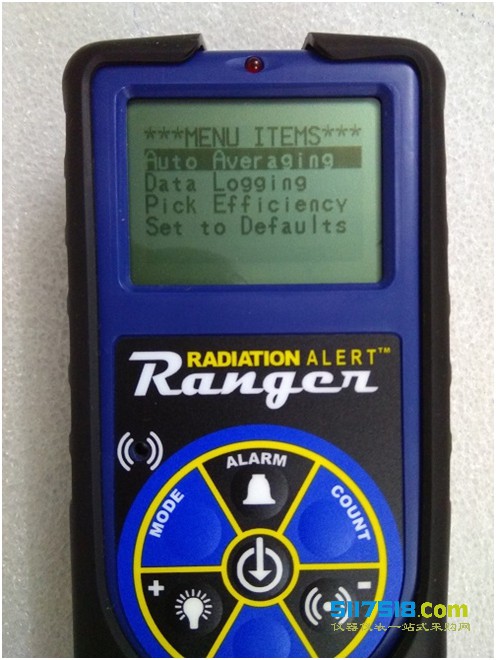 ***MENU ITEMS***
Auto Averaging
Data Logging
Pick Efficiency
Set to Defaults
RADIATION ALERT™
Ranger
ALARM
MODE
COUNT
+
-
5117518.com
仪器仪表一站式采购网